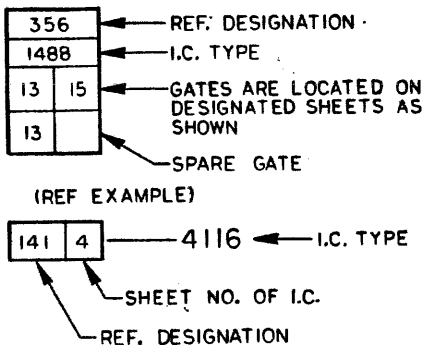 356 REF. DESIGNATION
1488 I.C. TYPE
13 15 GATES ARE LOCATED ON
DESIGNATED SHEETS AS
13 SHOWN
SPARE GATE
(REF EXAMPLE)
141 4 4116 I.C. TYPE
SHEET NO. OF I.C.
REF. DESIGNATION